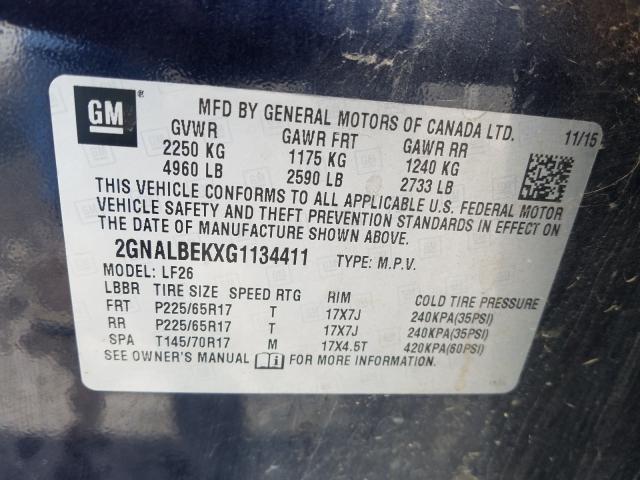 GM®
MFD BY GENERAL MOTORS OF CANADA LTD.
11/15
GVWR GAWR FRT GAWR RR
2250 KG 1175 KG 1240 KG
4960 LB 2590 LB 2733 LB
THIS VEHICLE CONFORMS TO ALL APPLICABLE U.S. FEDERAL MOTOR
VEHICLE SAFETY AND THEFT PREVENTION STANDARDS IN EFFECT ON
THE DATE OF MANUFACTURE SHOWN ABOVE.
2GNALBEKXG1134411 TYPE: M.P.V.
MODEL: LF26
LBBR TIRE SIZE SPEED RTG RIM COLD TIRE PRESSURE
FRT P225/65R17 T 17X7J 240KPA(35PSI)
RR P225/65R17 T 17X7J 240KPA(35PSI)
SPA T145/70R17 M 17X4.5T 420KPA(60PSI)
SEE OWNER'S MANUAL FOR MORE INFORMATION.